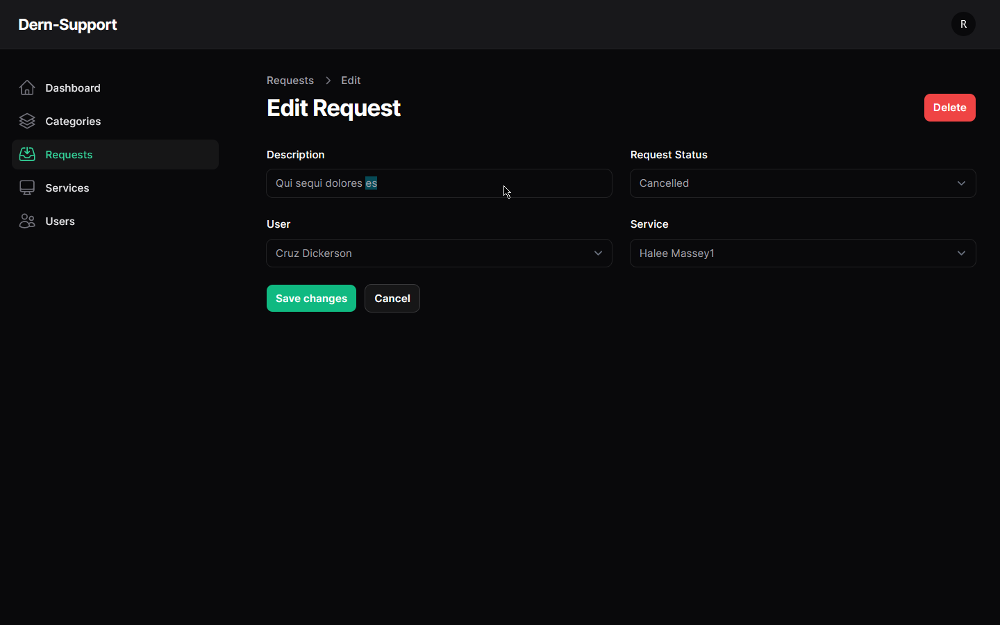 Dern-Support
R
Dashboard
Categories
Requests
Services
Users
Requests > Edit
Edit Request
Delete
Description
Qui sequi dolores es
Request Status
Cancelled
User
Cruz Dickerson
Service
Halee Massey1
Save changes
Cancel